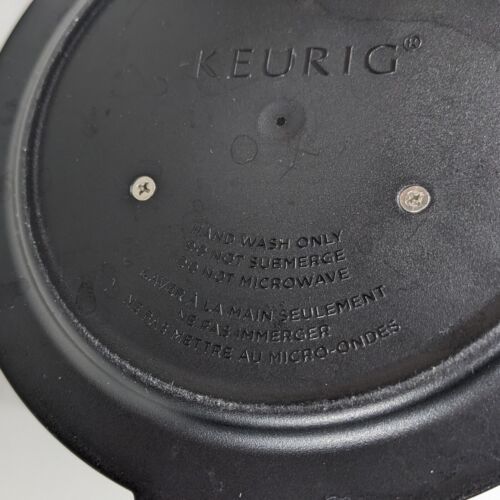 KEURIG®
HAND WASH ONLY
DO NOT SUBMERGE
DO NOT MICROWAVE
LAVER À LA MAIN SEULEMENT
NE PAS IMMERGER
NE PAS METTRE AU MICRO-ONDES